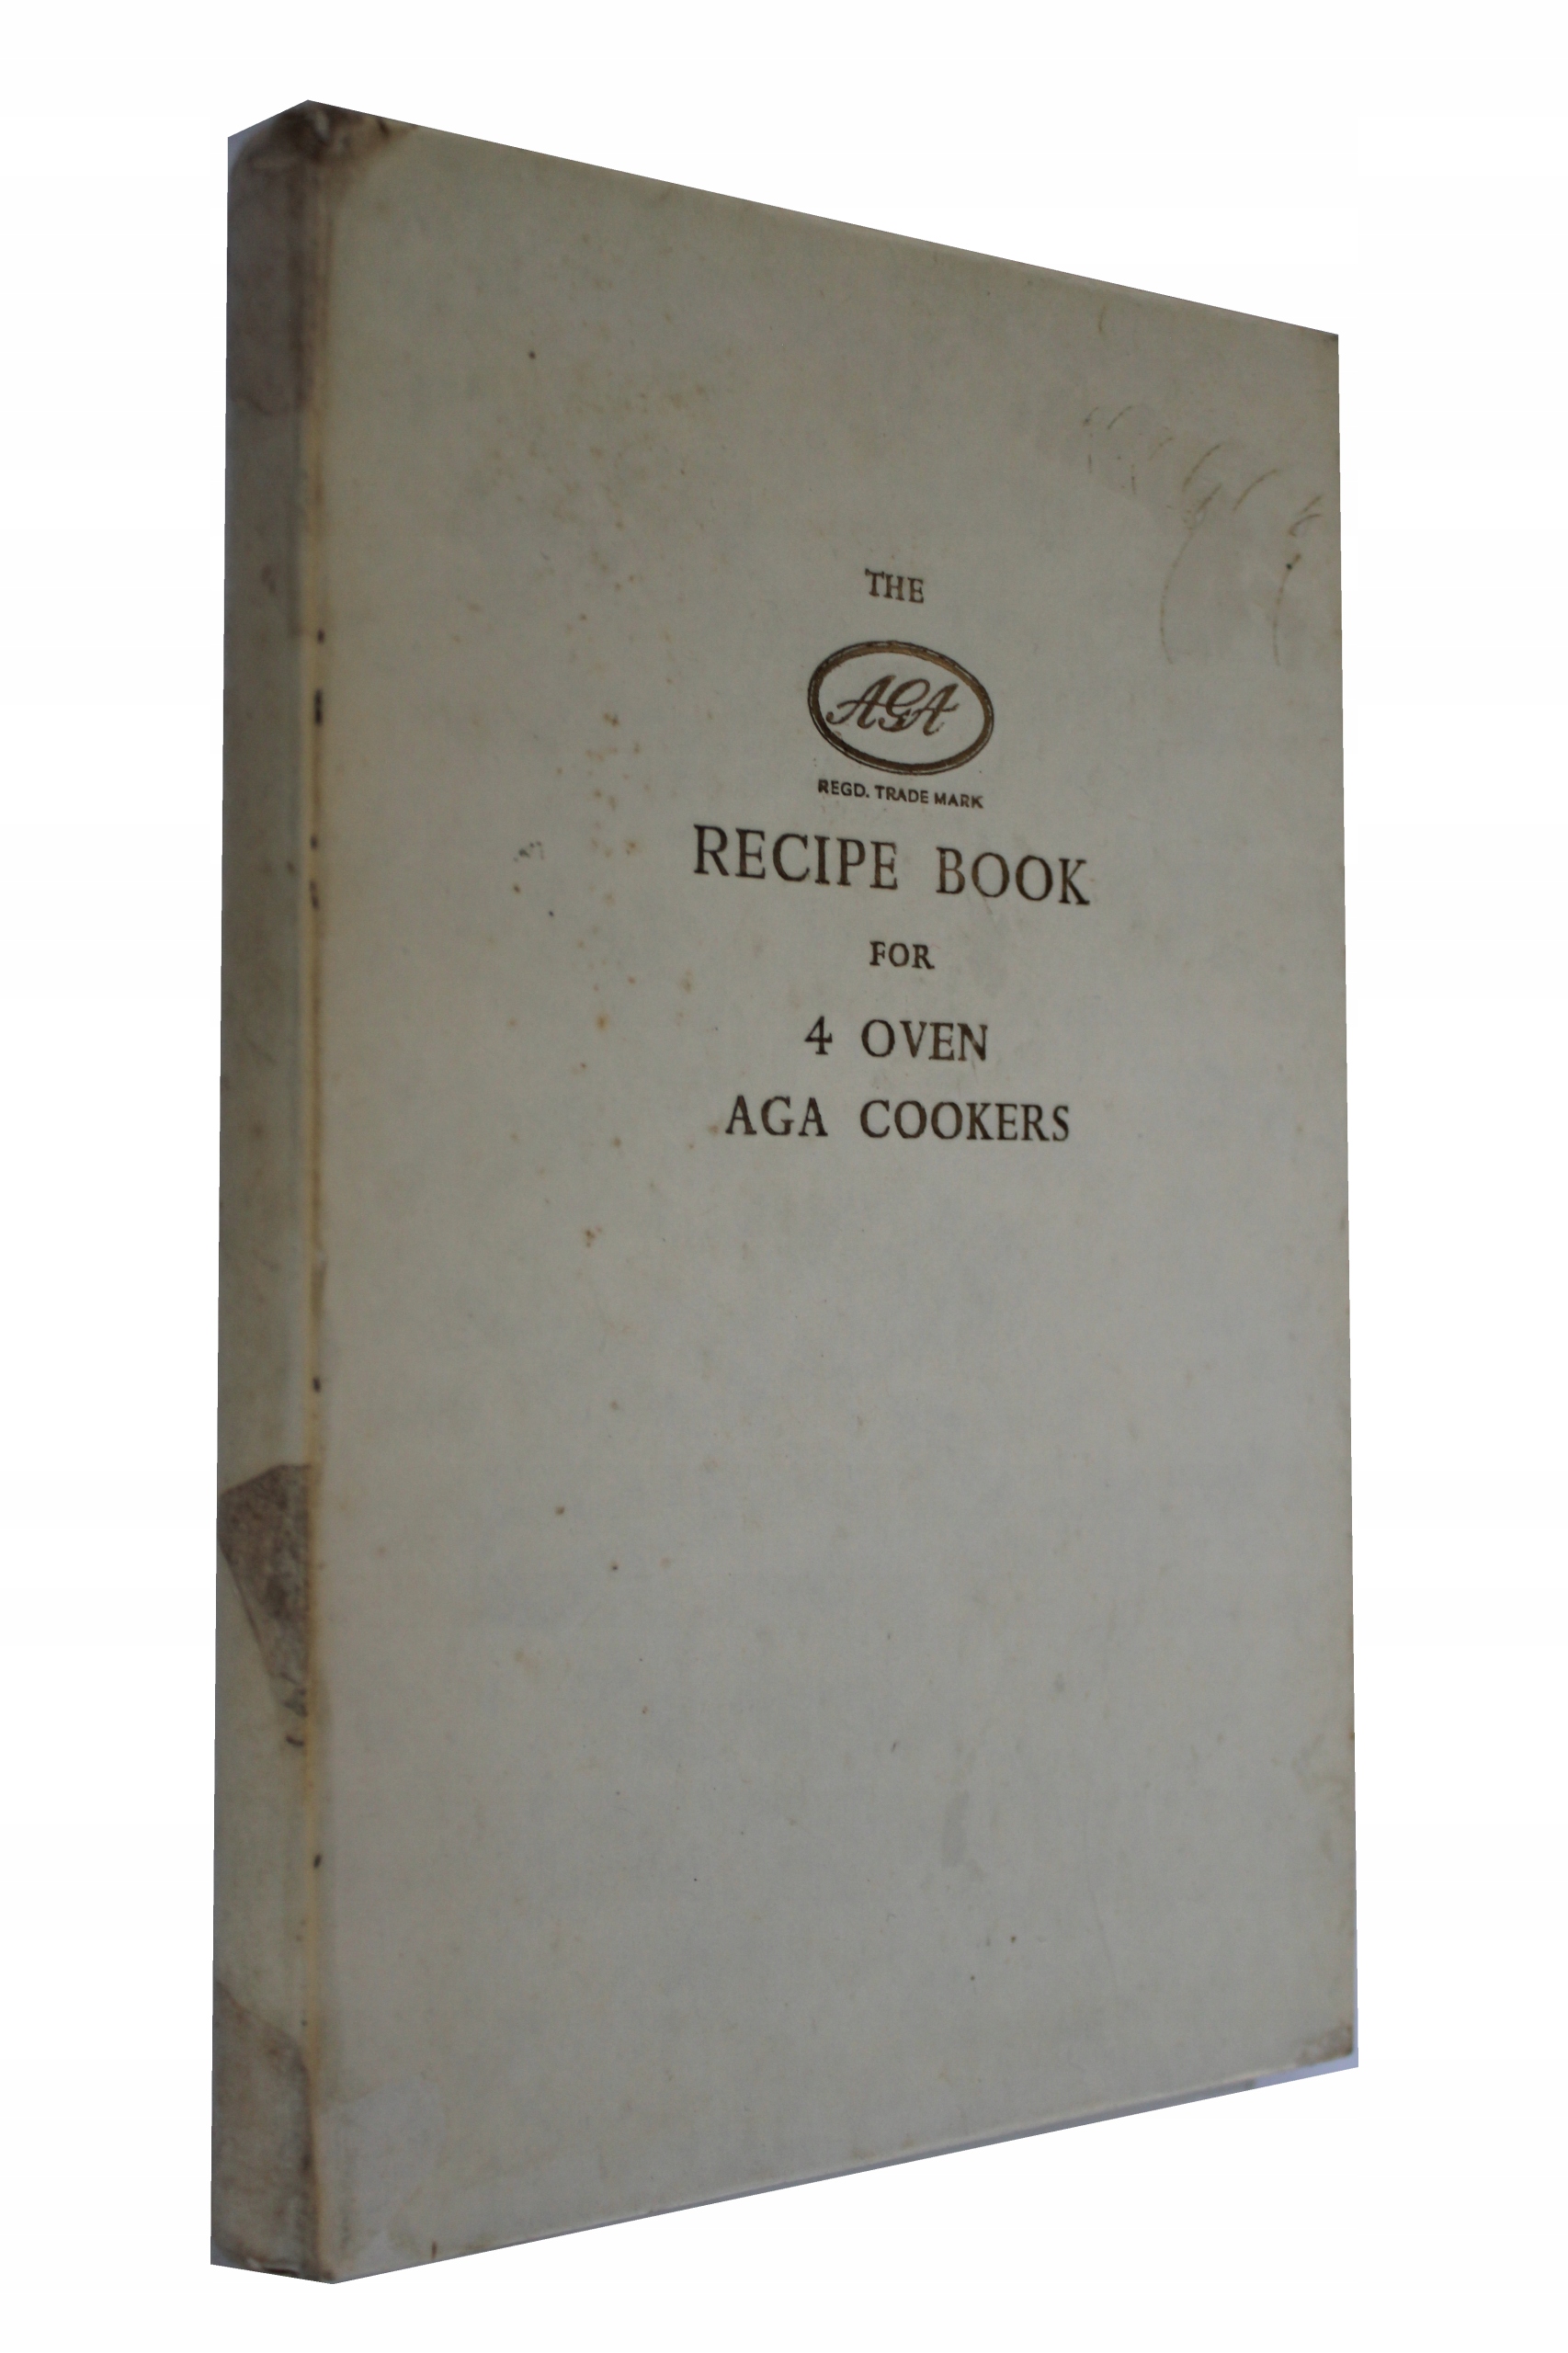 THE
AGA
REGD. TRADE MARK
RECIPE BOOK
FOR
4 OVEN
AGA COOKERS